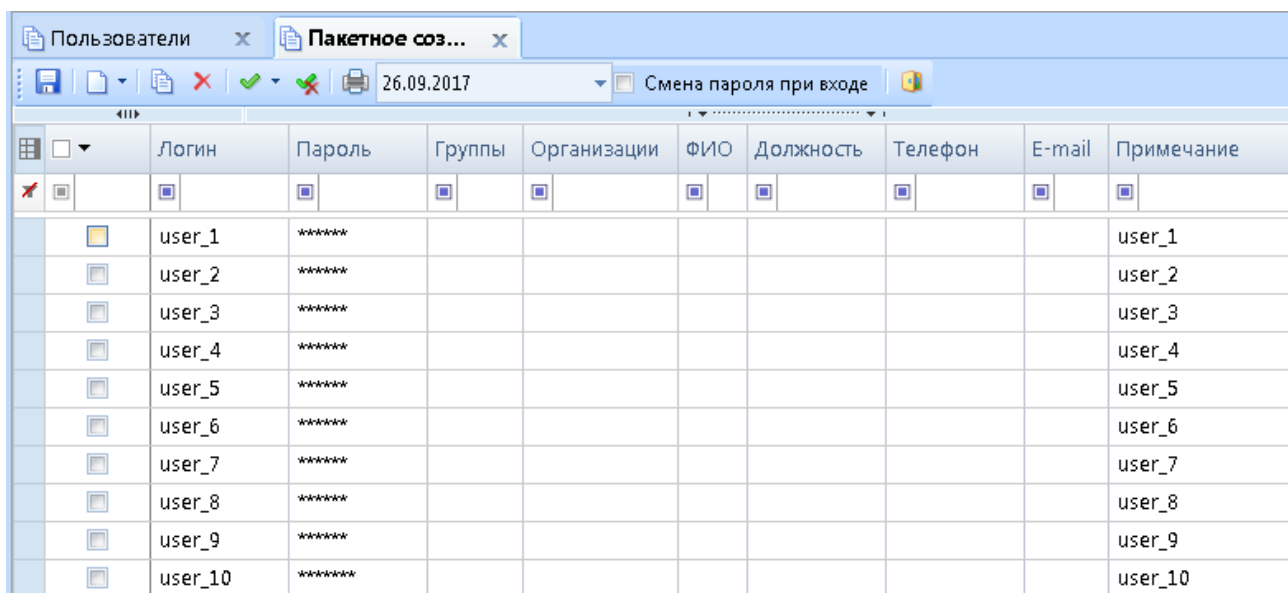 Пользователи Пакетное соз...
26.09.2017 Смена пароля при входе
Логин Пароль Группы Организации ФИО Должность Телефон E-mail Примечание
user_1 ****** user_1
user_2 ****** user_2
user_3 ****** user_3
user_4 ****** user_4
user_5 ****** user_5
user_6 ****** user_6
user_7 ****** user_7
user_8 ****** user_8
user_9 ****** user_9
user_10 ******* user_10